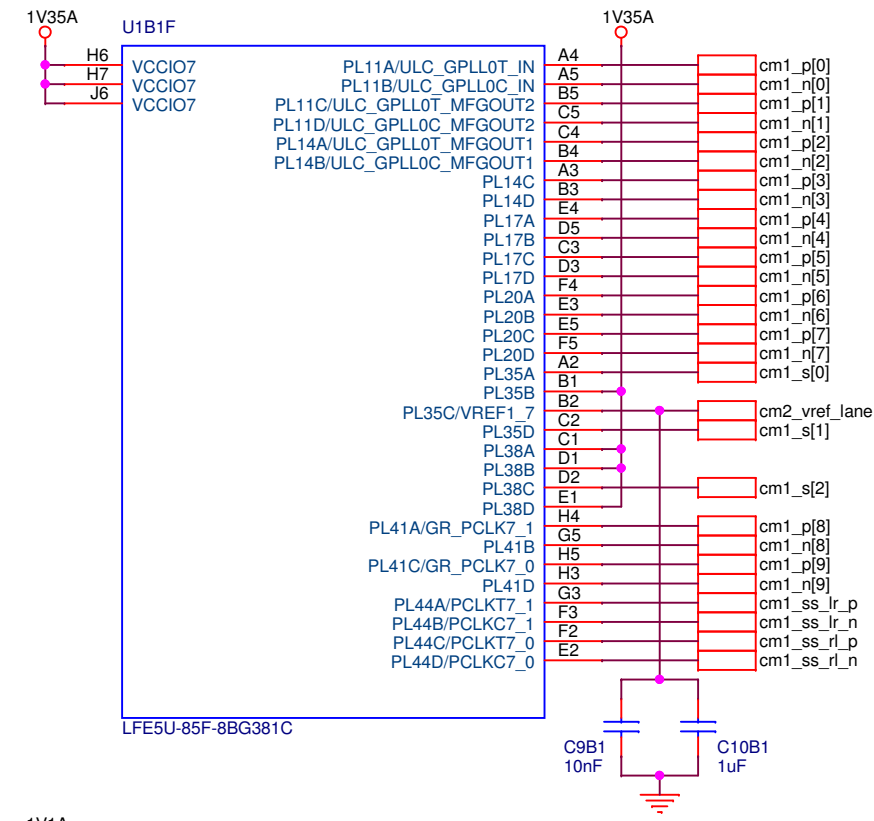 1V35A
1V35A
U1B1F
H6 VCCIO7
H7 VCCIO7
J6 VCCIO7
PL11A/ULC_GPLL0T_IN A4 cm1_p[0]
PL11B/ULC_GPLL0C_IN A5 cm1_n[0]
PL11C/ULC_GPLL0T_MFGOUT2 B5 cm1_p[1]
PL11D/ULC_GPLL0C_MFGOUT2 C5 cm1_n[1]
PL14A/ULC_GPLL0T_MFGOUT1 C4 cm1_p[2]
PL14B/ULC_GPLL0C_MFGOUT1 B4 cm1_n[2]
PL14C A3 cm1_p[3]
PL14D B3 cm1_n[3]
PL17A E4 cm1_p[4]
PL17B D5 cm1_n[4]
PL17C C3 cm1_p[5]
PL17D D3 cm1_n[5]
PL20A F4 cm1_p[6]
PL20B E3 cm1_n[6]
PL20C E5 cm1_p[7]
PL20D F5 cm1_n[7]
PL35A A2 cm1_s[0]
PL35B B1
PL35C/VREF1_7 B2 cm2_vref_lane
PL35D C2 cm1_s[1]
PL38A C1
PL38B D1
PL38C D2 cm1_s[2]
PL38D E1
PL41A/GR_PCLK7_1 H4 cm1_p[8]
PL41B G5 cm1_n[8]
PL41C/GR_PCLK7_0 H5 cm1_p[9]
PL41D H3 cm1_n[9]
PL44A/PCLKT7_1 G3 cm1_ss_lr_p
PL44B/PCLKC7_1 F3 cm1_ss_lr_n
PL44C/PCLKT7_0 F2 cm1_ss_rl_p
PL44D/PCLKC7_0 E2 cm1_ss_rl_n
LFE5U-85F-8BG381C
C9B1
10nF
C10B1
1uF
1V1A